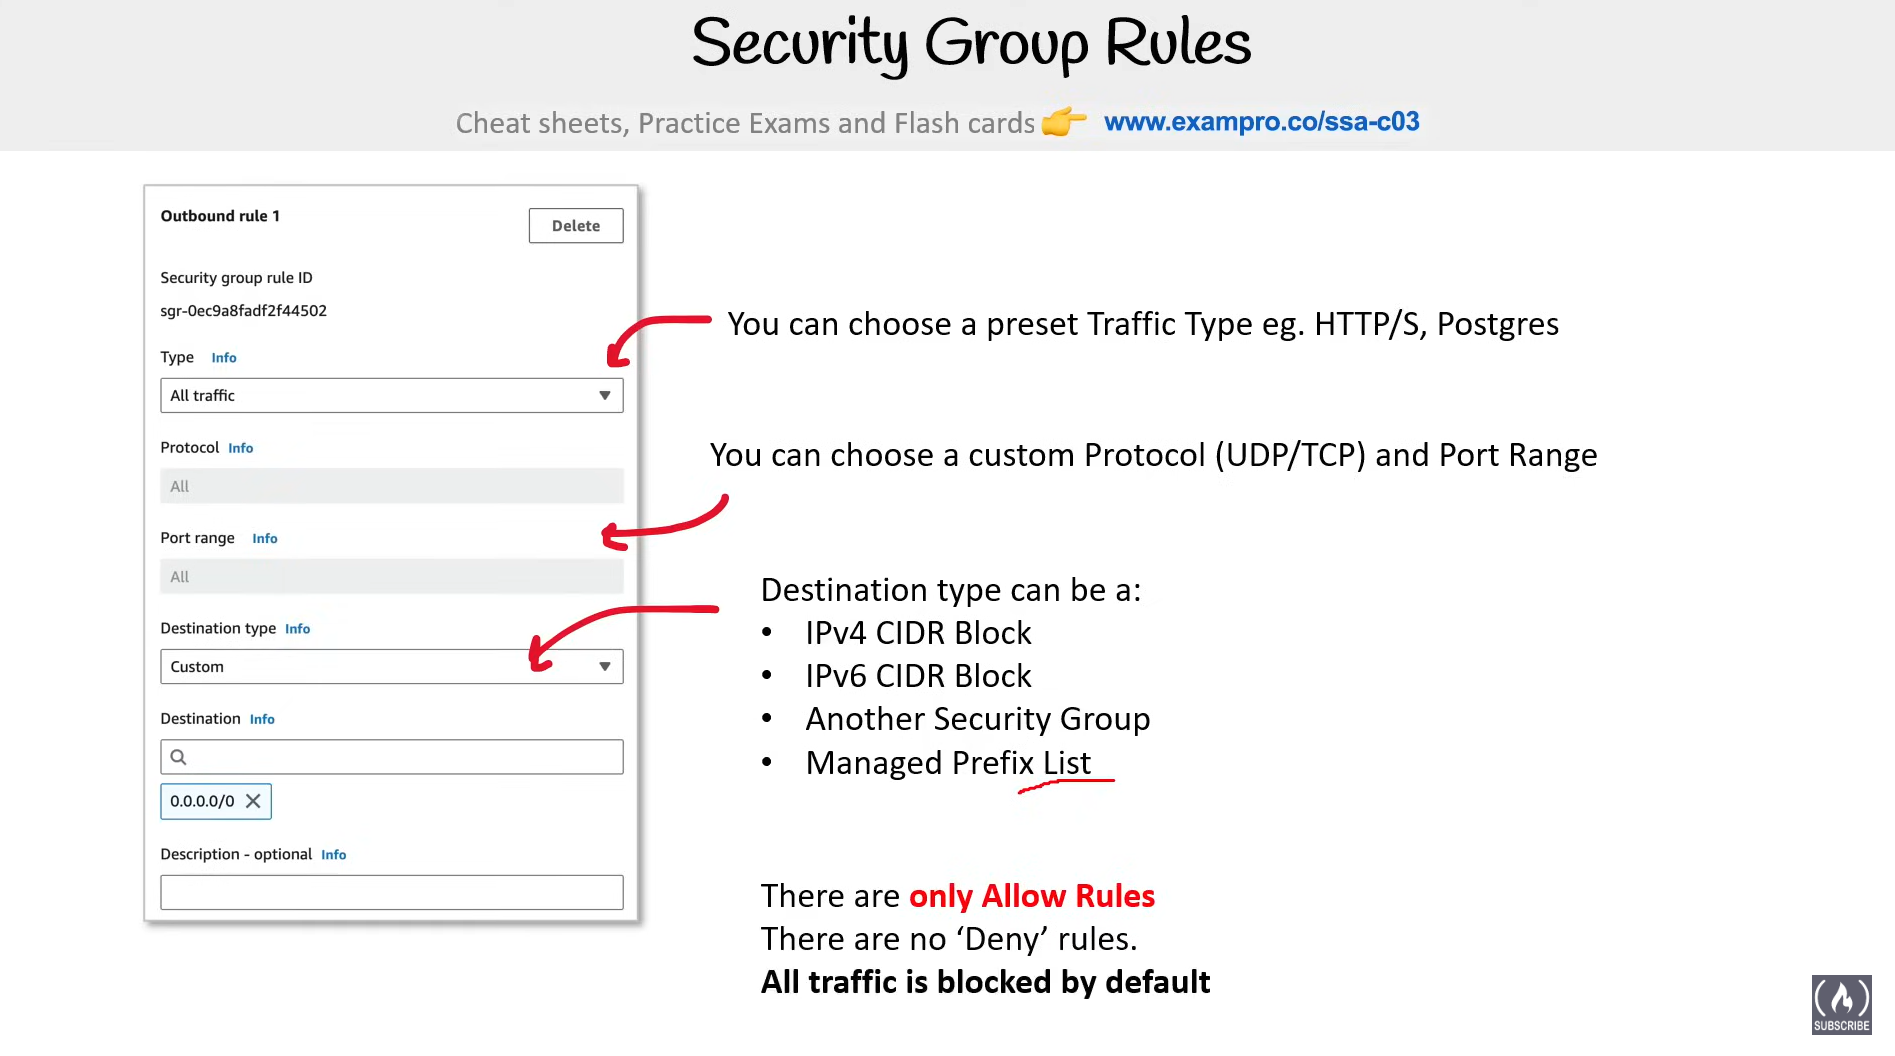 Security Group Rules
Cheat sheets, Practice Exams and Flash cards 👉 www.exampro.co/ssa-c03
Outbound rule 1
Delete
Security group rule ID
sgr-0ec9a8fadf2f44502
Type Info
All traffic
Protocol Info
All
Port range Info
All
Destination type Info
Custom
Destination Info
0.0.0.0/0
Description - optional Info
You can choose a preset Traffic Type eg. HTTP/S, Postgres
You can choose a custom Protocol (UDP/TCP) and Port Range
Destination type can be a:
• IPv4 CIDR Block
• IPv6 CIDR Block
• Another Security Group
• Managed Prefix List
There are only Allow Rules
There are no ‘Deny’ rules.
All traffic is blocked by default
SUBSCRIBE